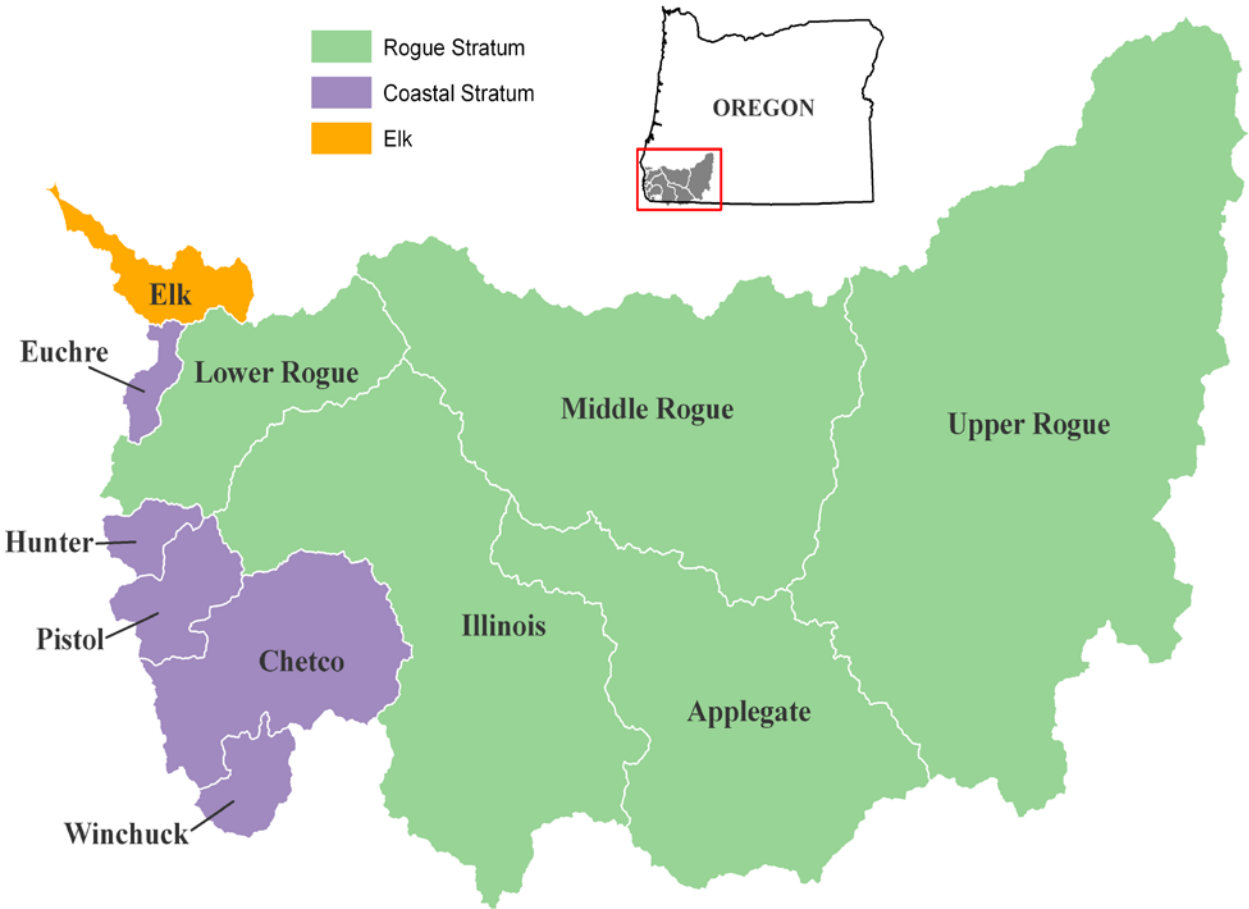 Rogue Stratum
Coastal Stratum
Elk
OREGON
Elk
Euchre
Lower Rogue
Middle Rogue
Upper Rogue
Hunter
Pistol
Illinois
Chetco
Applegate
Winchuck